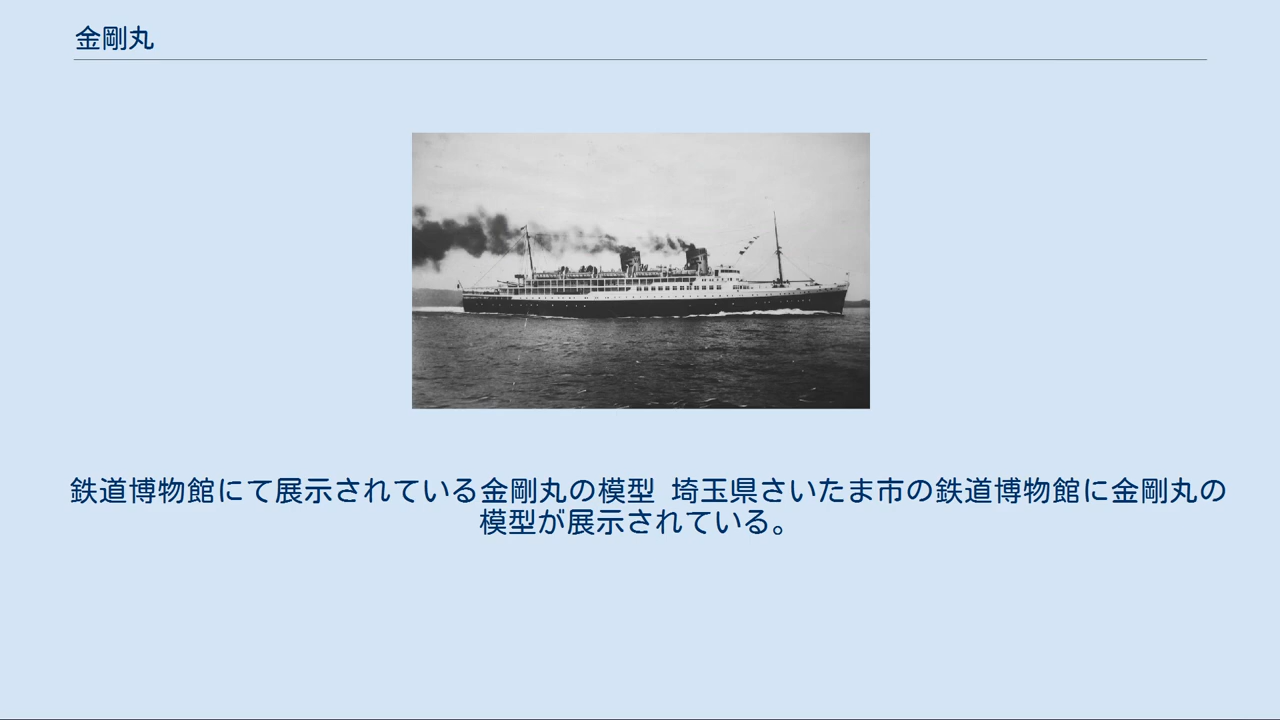 金剛丸
鉄道博物館にて展示されている金剛丸の模型 埼玉県さいたま市の鉄道博物館に金剛丸の
模型が展示されている。